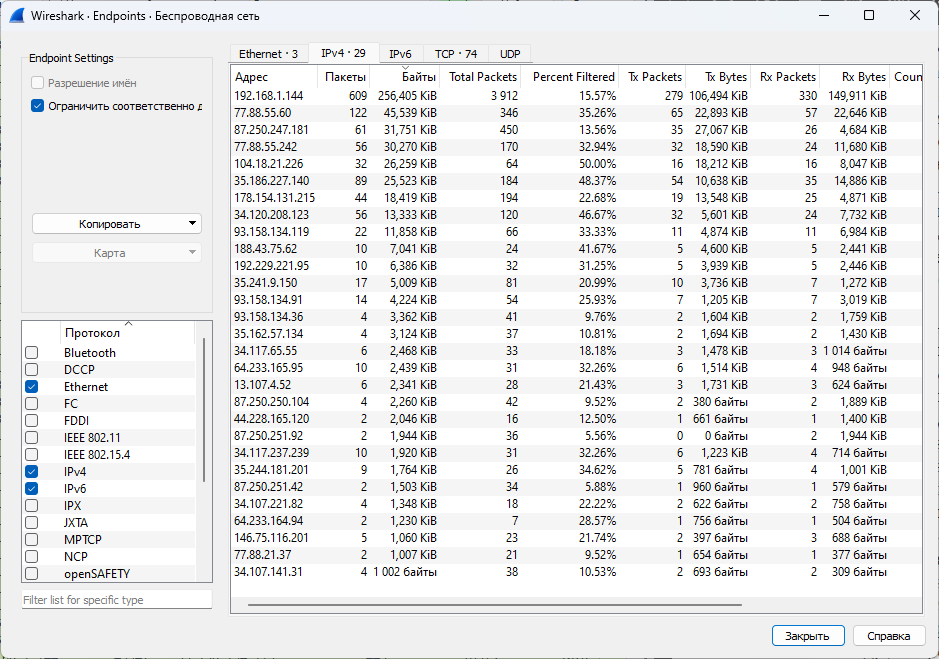 Wireshark · Endpoints · Беспроводная сеть
Endpoint Settings
Разрешение имён
Ограничить соответственно д
Копировать
Карта
Протокол
Bluetooth
DCCP
Ethernet
FC
FDDI
IEEE 802.11
IEEE 802.15.4
IPv4
IPv6
IPX
JXTA
MPTCP
NCP
openSAFETY
Filter list for specific type
Ethernet · 3 IPv4 · 29 IPv6 TCP · 74 UDP
Адрес Пакеты Байты Total Packets Percent Filtered Tx Packets Tx Bytes Rx Packets Rx Bytes Coun
192.168.1.144 609 256,405 KiB 3 912 15.57% 279 106,494 KiB 330 149,911 KiB
77.88.55.60 122 45,539 KiB 346 35.26% 65 22,893 KiB 57 22,646 KiB
87.250.247.181 61 31,751 KiB 450 13.56% 35 27,067 KiB 26 4,684 KiB
77.88.55.242 56 30,270 KiB 170 32.94% 32 18,590 KiB 24 11,680 KiB
104.18.21.226 32 26,259 KiB 64 50.00% 16 18,212 KiB 16 8,047 KiB
35.186.227.140 89 25,523 KiB 184 48.37% 54 10,638 KiB 35 14,886 KiB
178.154.131.215 44 18,419 KiB 194 22.68% 19 13,548 KiB 25 4,871 KiB
34.120.208.123 56 13,333 KiB 120 46.67% 32 5,601 KiB 24 7,732 KiB
93.158.134.119 22 11,858 KiB 66 33.33% 11 4,874 KiB 11 6,984 KiB
188.43.75.62 10 7,041 KiB 24 41.67% 5 4,600 KiB 5 2,441 KiB
192.229.221.95 10 6,386 KiB 32 31.25% 5 3,939 KiB 5 2,446 KiB
35.241.9.150 17 5,009 KiB 81 20.99% 10 3,736 KiB 7 1,272 KiB
93.158.134.91 14 4,224 KiB 54 25.93% 7 1,205 KiB 7 3,019 KiB
93.158.134.36 4 3,362 KiB 41 9.76% 2 1,604 KiB 2 1,759 KiB
35.162.57.134 4 3,124 KiB 37 10.81% 2 1,694 KiB 2 1,430 KiB
34.117.65.55 6 2,468 KiB 33 18.18% 3 1,478 KiB 3 1 014 байты
64.233.165.95 10 2,439 KiB 31 32.26% 6 1,514 KiB 4 948 байты
13.107.4.52 6 2,341 KiB 28 21.43% 3 1,731 KiB 3 624 байты
87.250.250.104 4 2,260 KiB 42 9.52% 2 380 байты 2 1,889 KiB
44.228.165.120 2 2,046 KiB 16 12.50% 1 661 байты 1 1,400 KiB
87.250.251.92 2 1,944 KiB 36 5.56% 0 0 байты 2 1,944 KiB
34.117.237.239 10 1,920 KiB 31 32.26% 6 1,223 KiB 4 714 байты
35.244.181.201 9 1,764 KiB 26 34.62% 5 781 байты 4 1,001 KiB
87.250.251.42 2 1,503 KiB 34 5.88% 1 960 байты 1 579 байты
34.107.221.82 4 1,348 KiB 18 22.22% 2 622 байты 2 758 байты
64.233.164.94 2 1,230 KiB 7 28.57% 1 756 байты 1 504 байты
146.75.116.201 5 1,060 KiB 23 21.74% 2 397 байты 3 688 байты
77.88.21.37 2 1,007 KiB 21 9.52% 1 654 байты 1 377 байты
34.107.141.31 4 1 002 байты 38 10.53% 2 693 байты 2 309 байты
Закрыть
Справка